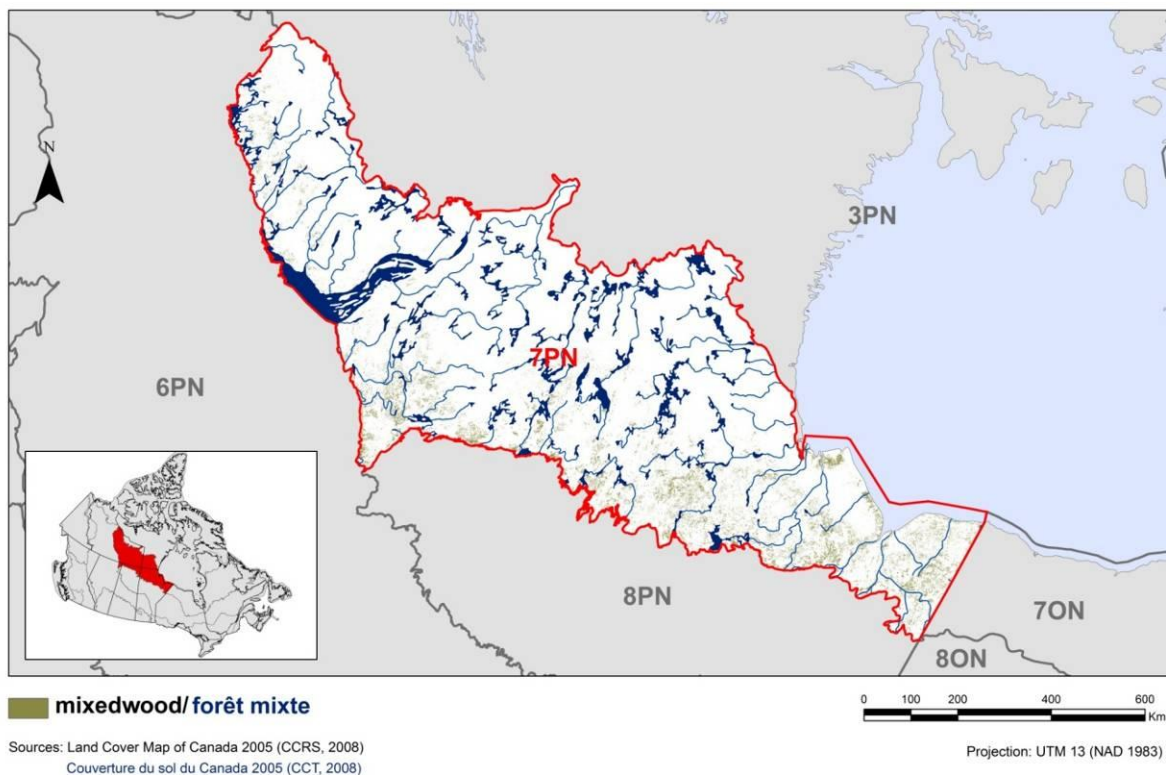 N
3PN
7PN
6PN
8PN
7ON
8ON
mixedwood/ forêt mixte
0 100 200 400 600
Km
Sources: Land Cover Map of Canada 2005 (CCRS, 2008)
Couverture du sol du Canada 2005 (CCT, 2008)
Projection: UTM 13 (NAD 1983)